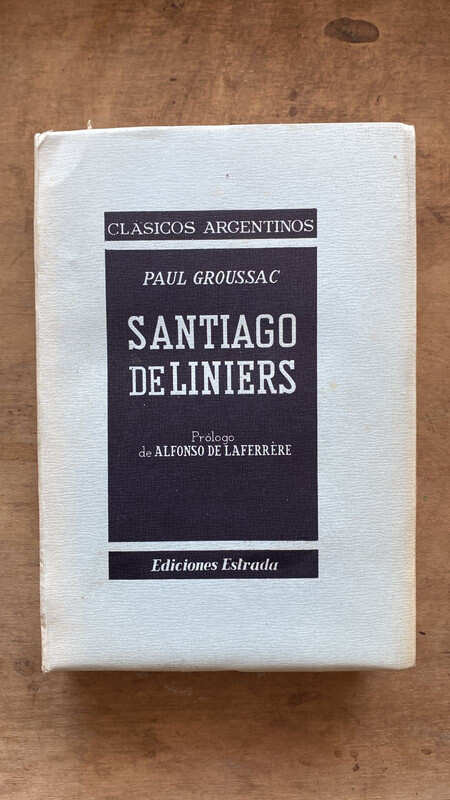 CLÁSICOS ARGENTINOS
PAUL GROUSSAC
SANTIAGO
DE LINIERS
Prólogo
de ALFONSO DE LAFERRÈRE
Ediciones Estrada